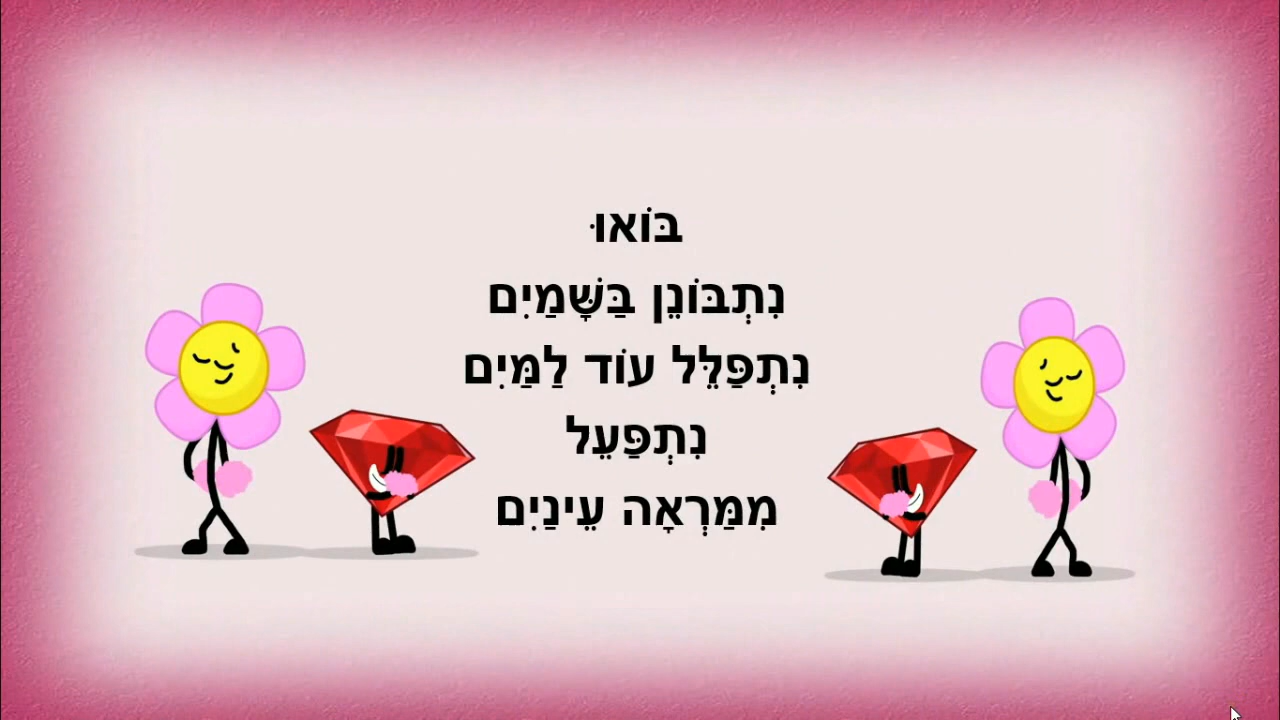 בּוֹאוּ
נִתְבּוֹנֵן בַּשָּׁמַיִם
נִתְפַּלֵּל עוֹד לַמַּיִם
נִתְפַּעֵל
מִמַּרְאָה עֵינַיִם